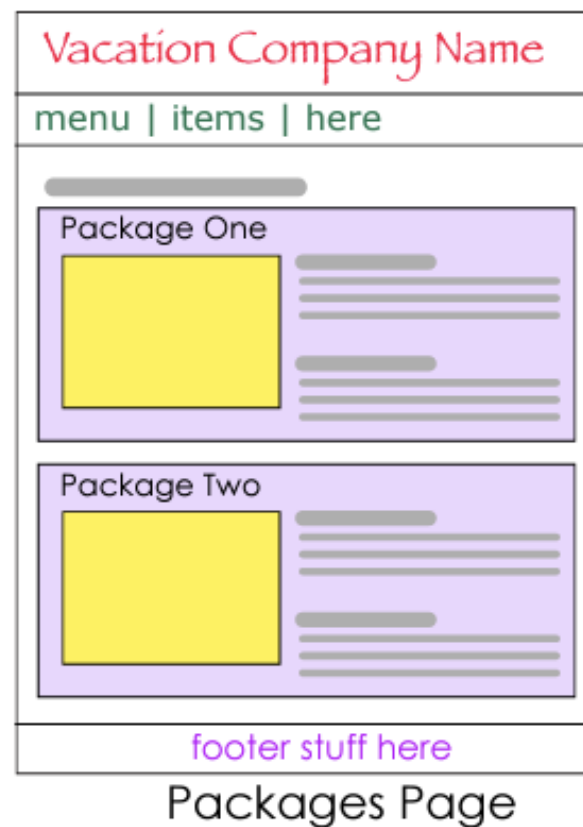 Vacation Company Name
menu | items | here
Package One
Package Two
footer stuff here
Packages Page